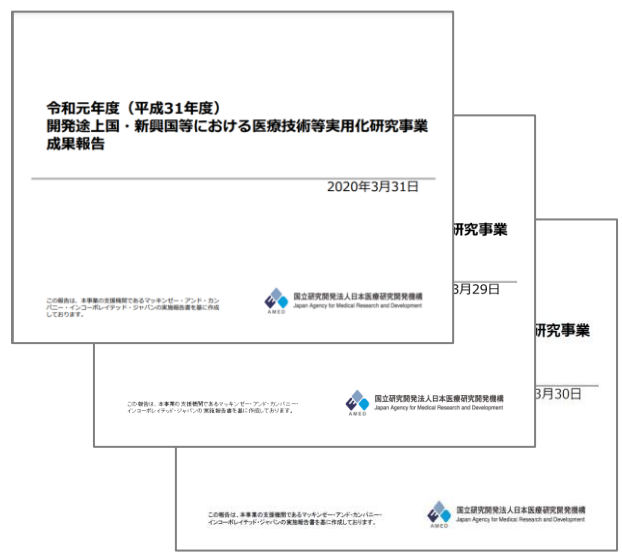 令和元年度（平成31年度）
開発途上国・新興国等における医療技術等実用化研究事業
成果報告
2020年3月31日
この報告は、本事業の支援機関であるマッキンゼー・アンド・カン
パニー・インコーポレイテッド・ジャパンの実施報告書を基に作成
しております。
AMED
国立研究開発法人日本医療研究開発機構
Japan Agency for Medical Research and Development
研究事業
3月29日
この報告は、本事業の支援機関であるマッキンゼー・アンド・カンパニー・
インコーポレイテッド・ジャパンの実施報告書を基に作成しております。
AMED
国立研究開発法人日本医療研究開発機構
Japan Agency for Medical Research and Development
研究事業
3月30日
この報告は、本事業の支援機関であるマッキンゼー・アンド・カンパニー・
インコーポレイテッド・ジャパンの実施報告書を基に作成しております。
AMED
国立研究開発法人日本医療研究開発機構
Japan Agency for Medical Research and Development